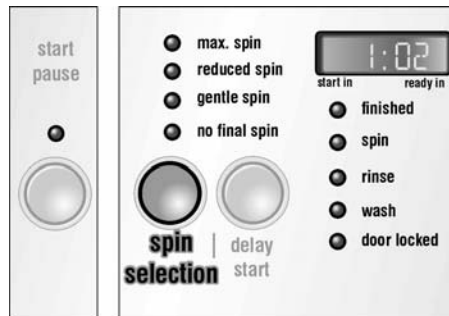 start
pause
max. spin
reduced spin
gentle spin
no final spin
spin
selection
delay
start
1:02
start in ready in
finished
spin
rinse
wash
door locked